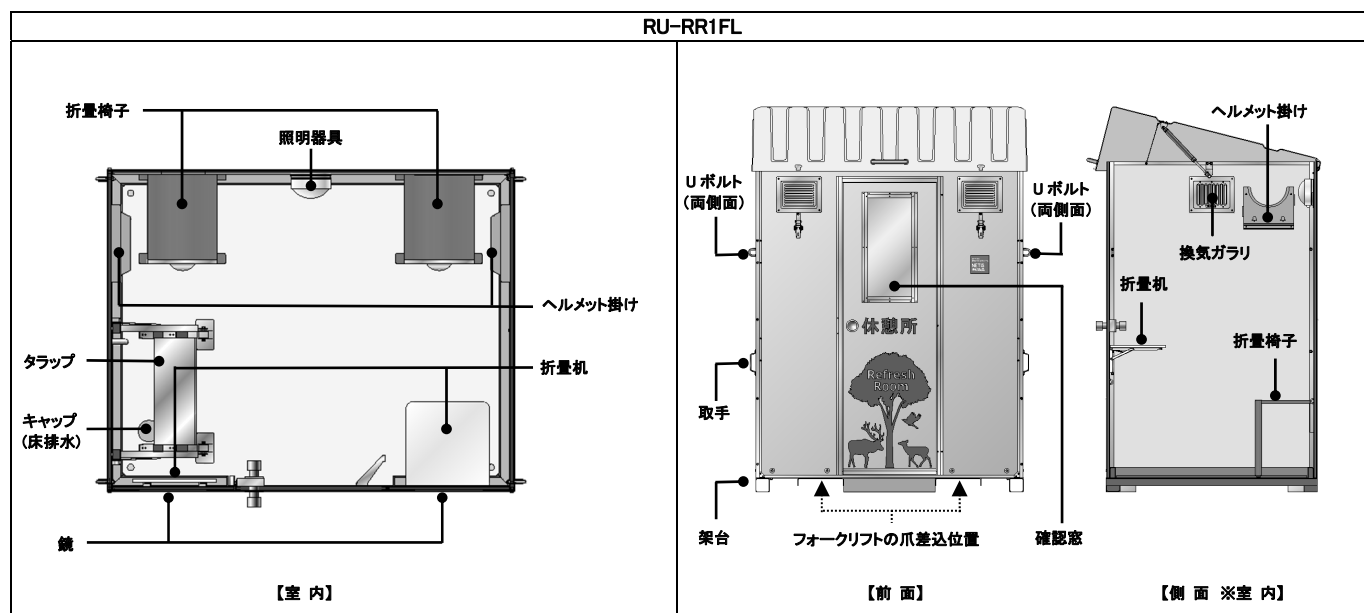 RU-RR1FL
折畳椅子
照明器具
ヘルメット掛け
タラップ
折畳机
キャップ
(床排水)
鏡
【室 内】
Uボルト
(両側面)
Uボルト
(両側面)
休憩所
Refresh
Room
取手
架台
フォークリフトの爪差込位置
確認窓
【前 面】
ヘルメット掛け
換気ガラリ
折畳机
折畳椅子
【側 面 ※室 内】